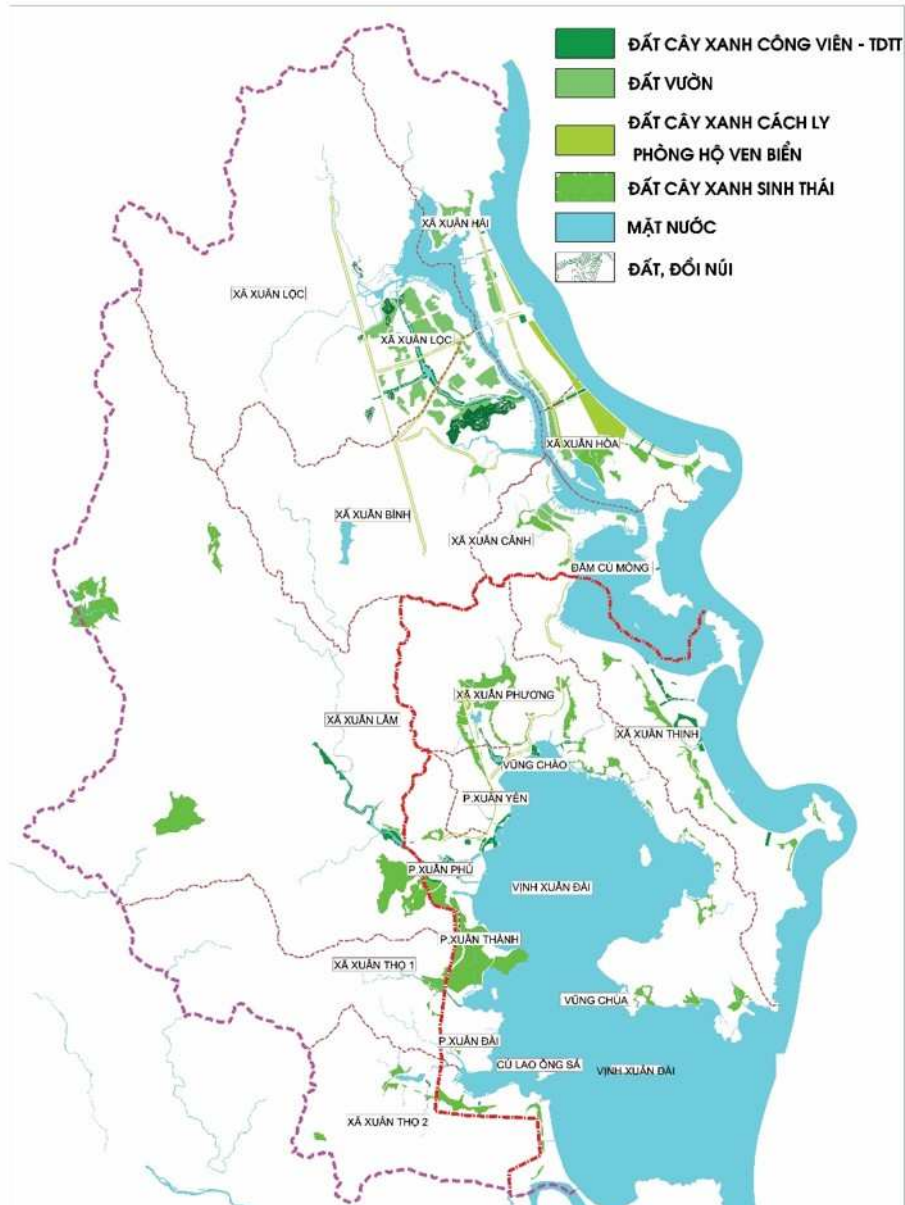 ĐẤT CÂY XANH CÔNG VIÊN - TDTT
ĐẤT VƯỜN
ĐẤT CÂY XANH CÁCH LY
PHÒNG HỘ VEN BIỂN
ĐẤT CÂY XANH SINH THÁI
MẶT NƯỚC
ĐẤT, ĐỒI NÚI
XÃ XUÂN HẢI
XÃ XUÂN LỘC
XÃ XUÂN LỘC
XÃ XUÂN HÒA
XÃ XUÂN BÌNH
XÃ XUÂN CẢNH
ĐẦM CÙ MÔNG
XÃ XUÂN PHƯƠNG
XÃ XUÂN LÂM
XÃ XUÂN THỊNH
VŨNG CHÀO
P.XUÂN YÊN
P.XUÂN PHÚ
VỊNH XUÂN ĐÀI
P.XUÂN THÀNH
XÃ XUÂN THỌ 1
VŨNG CHÙA
P.XUÂN ĐÀI
CÙ LAO ÔNG SÁ
VỊNH XUÂN ĐÀI
XÃ XUÂN THỌ 2